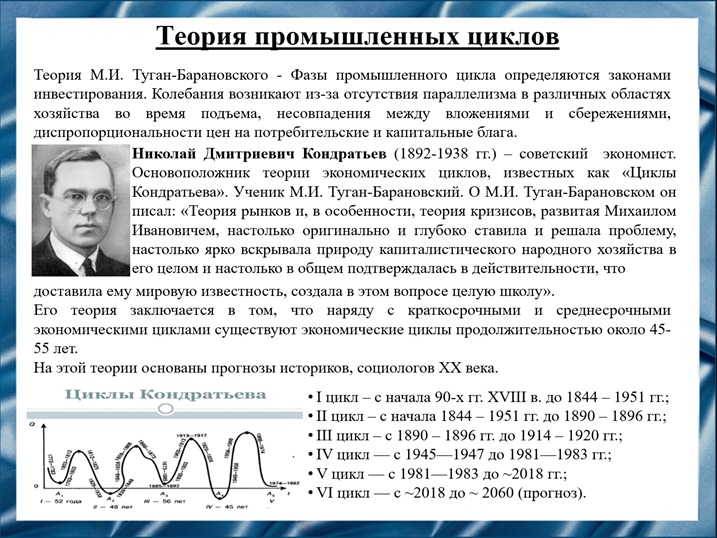 Теория промышленных циклов
Теория М.И. Туган-Барановского - Фазы промышленного цикла определяются законами
инвестирования. Колебания возникают из-за отсутствия параллелизма в различных областях
хозяйства во время подъема, несовпадения между вложениями и сбережениями,
диспропорциональности цен на потребительские и капитальные блага.
Николай Дмитриевич Кондратьев (1892-1938 гг.) – советский экономист.
Основоположник теории экономических циклов, известных как «Циклы
Кондратьева». Ученик М.И. Туган-Барановский. О М.И. Туган-Барановском он
писал: «Теория рынков и, в особенности, теория кризисов, развитая Михаилом
Ивановичем, настолько оригинально и глубоко ставила и решала проблему,
настолько ярко вскрывала природу капиталистического народного хозяйства в
его целом и настолько в общем подтверждалась в действительности, что
доставила ему мировую известность, создала в этом вопросе целую школу».
Его теория заключается в том, что наряду с краткосрочными и среднесрочными
экономическими циклами существуют экономические циклы продолжительностью около 45-
55 лет.
На этой теории основаны прогнозы историков, социологов XX века.
Циклы Кондратьева
Q
1913—1917
1885—1892
1974—1982
0
I — 52 года
II — 48 лет
III — 56 лет
IV — 45 лет
V
t
• I цикл – с начала 90-х гг. XVIII в. до 1844 – 1951 гг.;
• II цикл – с начала 1844 – 1951 гг. до 1890 – 1896 гг.;
• III цикл – с 1890 – 1896 гг. до 1914 – 1920 гг.;
• IV цикл — с 1945—1947 до 1981—1983 гг.;
• V цикл — с 1981—1983 до ~2018 гг.;
• VI цикл — с ~2018 до ~ 2060 (прогноз).